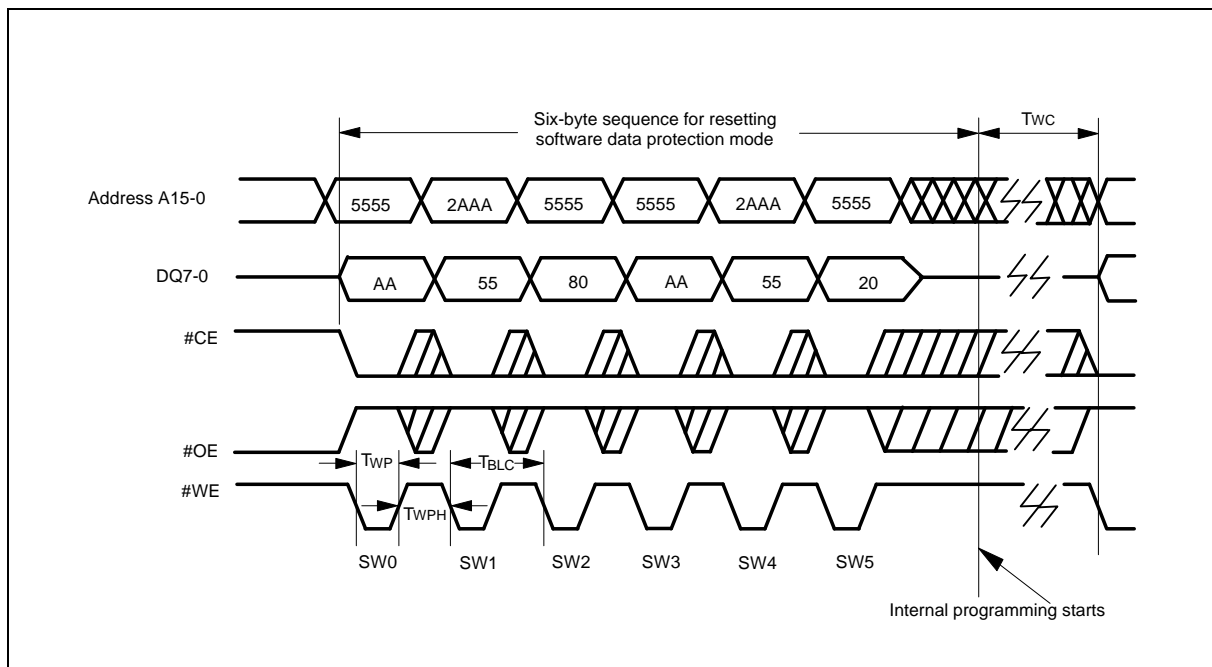 Six-byte sequence for resetting
software data protection mode
TWC
Address A15-0
5555
2AAA
5555
5555
2AAA
5555
DQ7-0
AA
55
80
AA
55
20
#CE
#OE
TWP
TBLC
#WE
TWPH
SW0
SW1
SW2
SW3
SW4
SW5
Internal programming starts